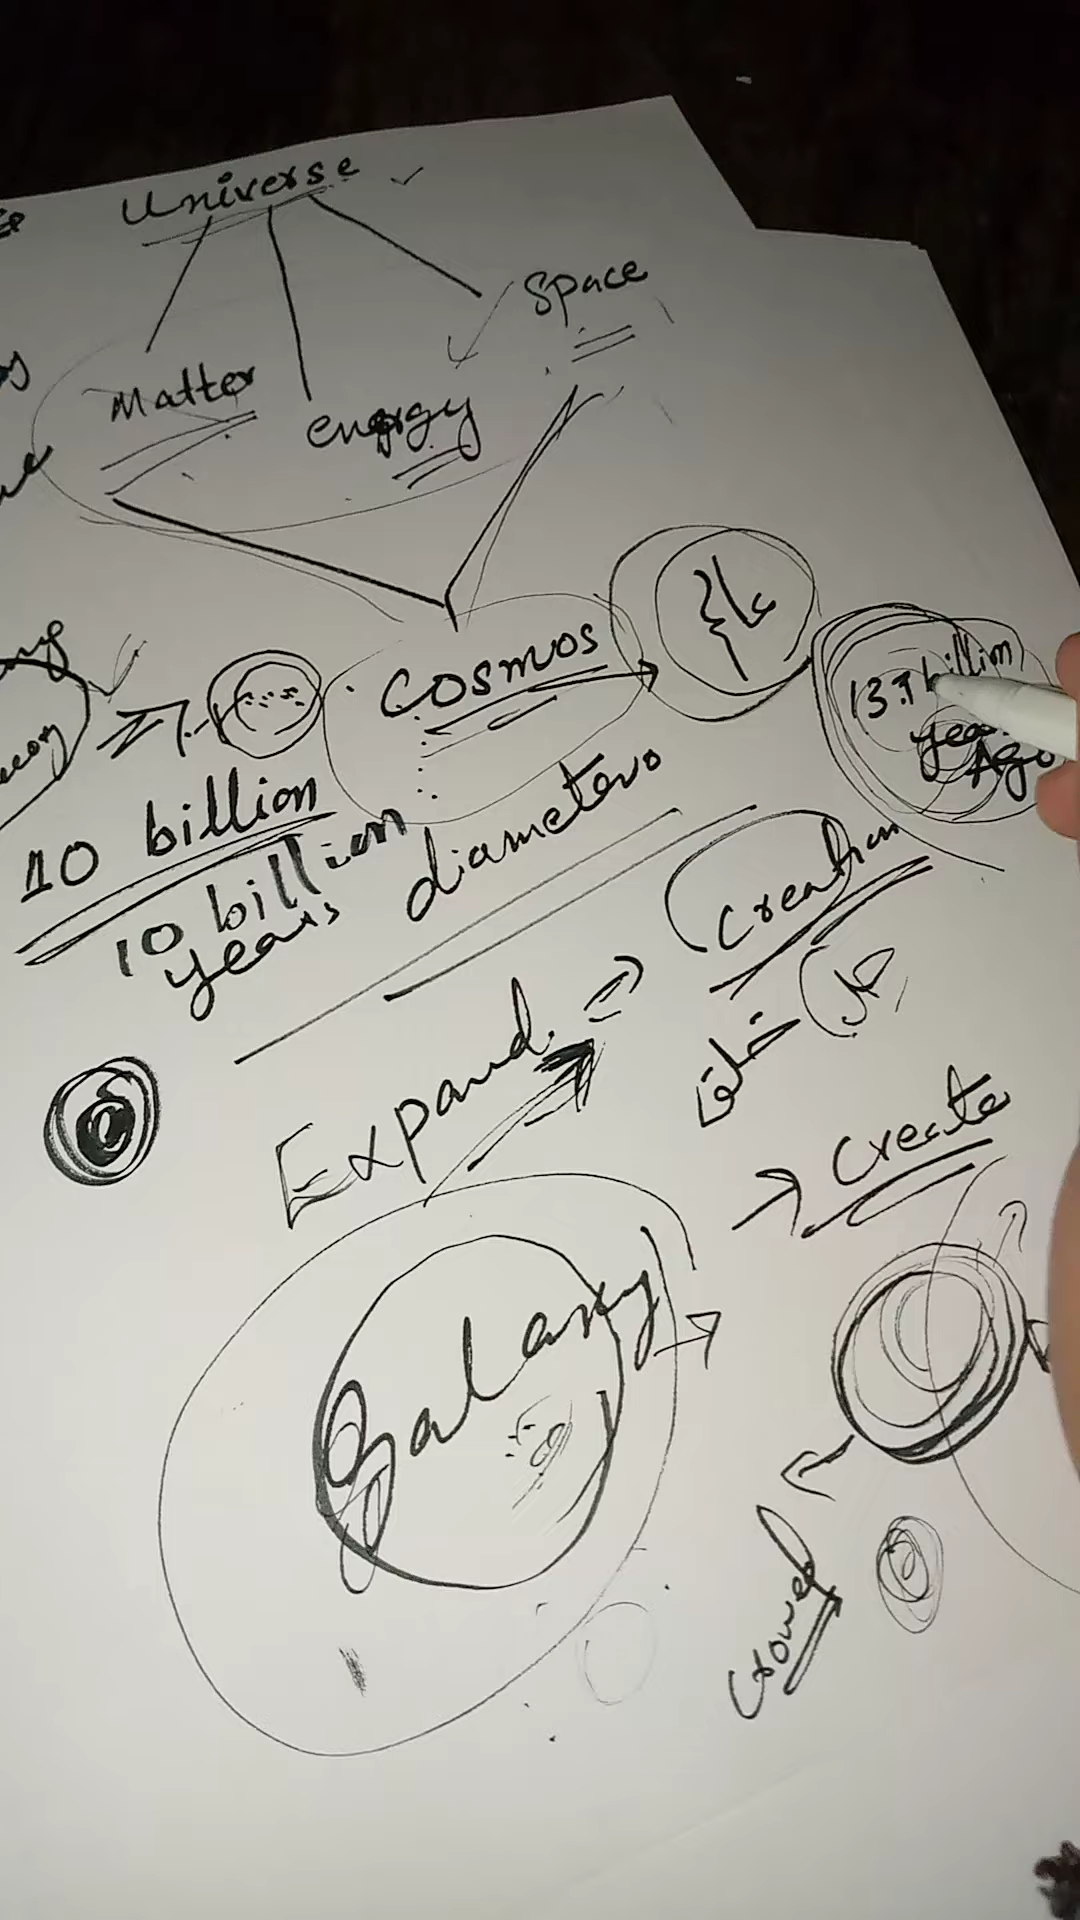 Universe
Space
Matter
energy
Cosmos
13.7 billion
years
Ago
10 billion
10 billion
years diameter
Creation
Expand.
خلق
Create
Galaxy